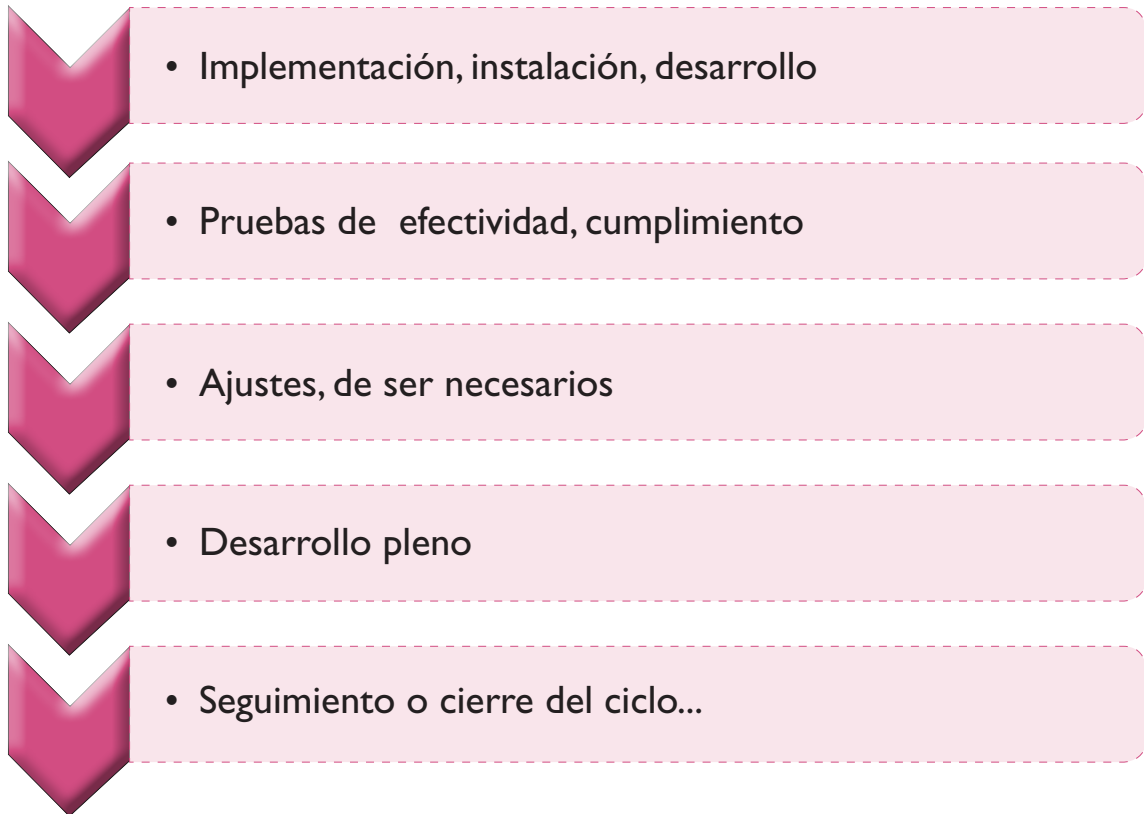 • Implementación, instalación, desarrollo
• Pruebas de efectividad, cumplimiento
• Ajustes, de ser necesarios
• Desarrollo pleno
• Seguimiento o cierre del ciclo...